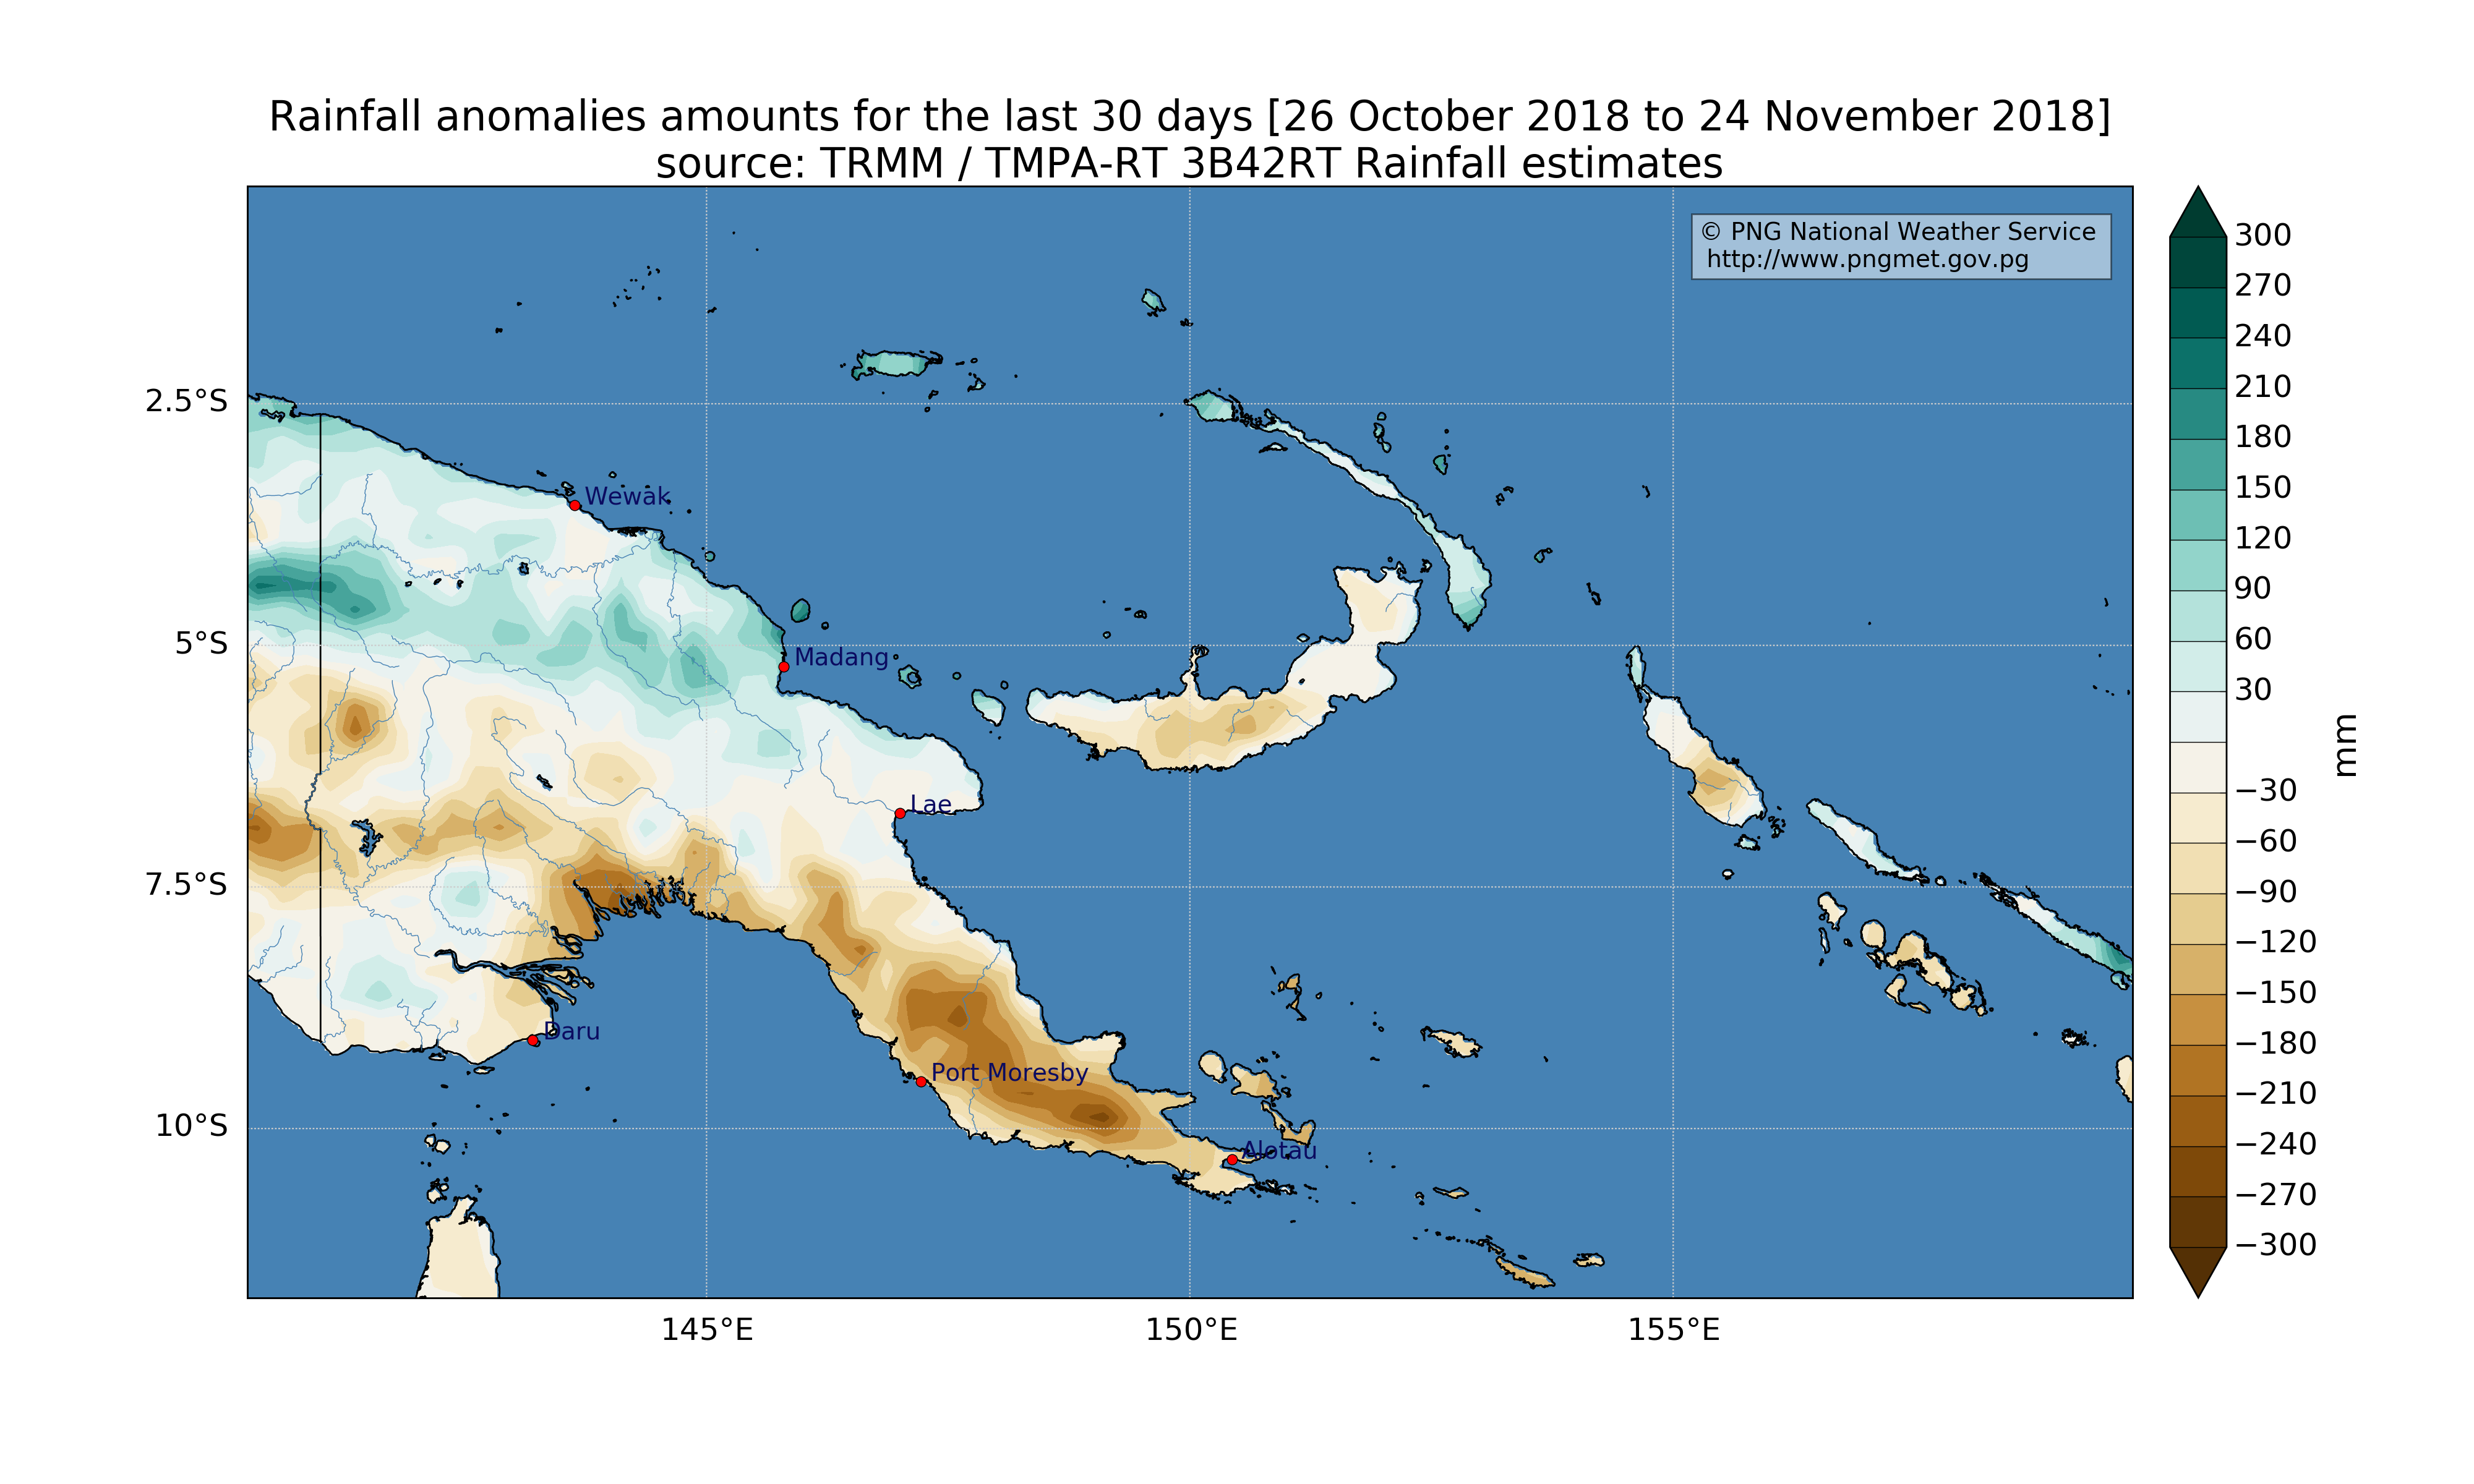 Rainfall anomalies amounts for the last 30 days [26 October 2018 to 24 November 2018]
source: TRMM / TMPA-RT 3B42RT Rainfall estimates
© PNG National Weather Service
http://www.pngmet.gov.pg
2.5°S
5°S
7.5°S
10°S
145°E
150°E
155°E
Wewak
Madang
Lae
Daru
Port Moresby
Alotau
300
270
240
210
180
150
120
90
60
30
−30
−60
−90
−120
−150
−180
−210
−240
−270
−300
mm